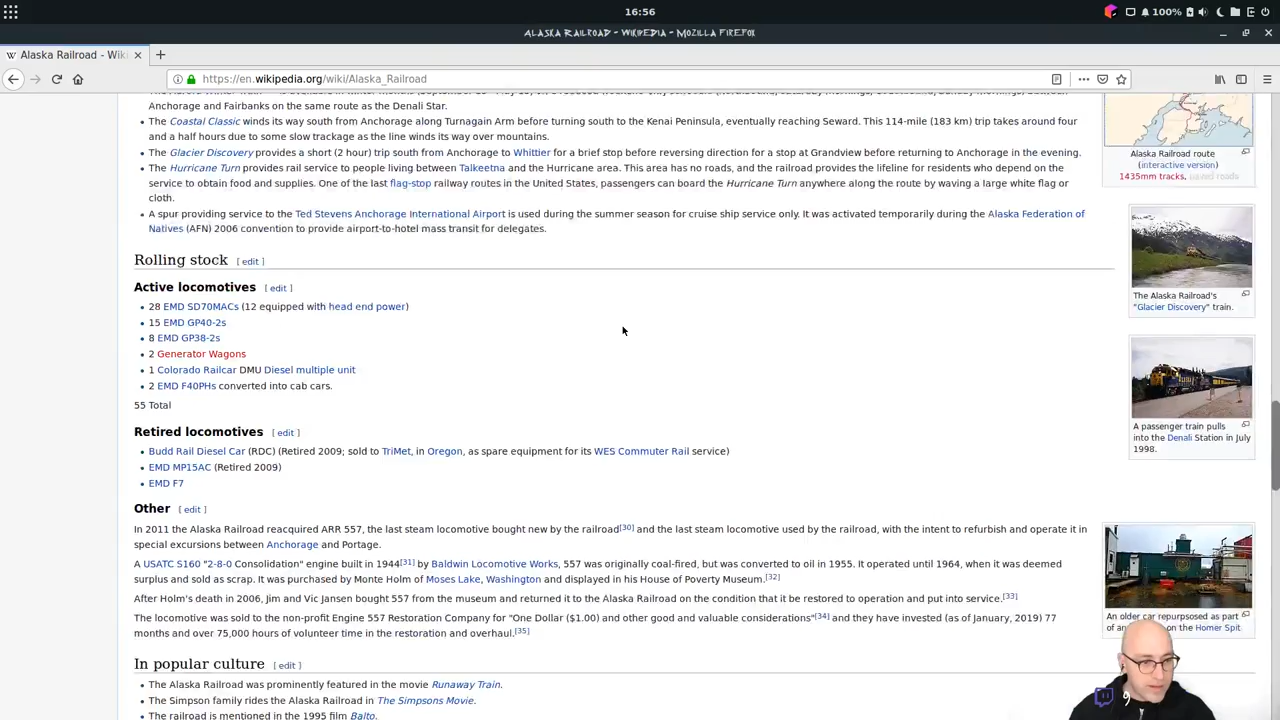 16:56
100%
Alaska Railroad - Wikipedia - Mozilla Firefox
Alaska Railroad - Wiki
https://en.wikipedia.org/wiki/Alaska_Railroad
Anchorage and Fairbanks on the same route as the Denali Star.
The Coastal Classic winds its way south from Anchorage along Turnagain Arm before turning south to the Kenai Peninsula, eventually reaching Seward. This 114-mile (183 km) trip takes around four
and a half hours due to some slow trackage as the line winds its way over mountains.
The Glacier Discovery provides a short (2 hour) trip south from Anchorage to Whittier for a brief stop before reversing direction for a stop at Grandview before returning to Anchorage in the evening.
The Hurricane Turn provides rail service to people living between Talkeetna and the Hurricane area. This area has no roads, and the railroad provides the lifeline for residents who depend on the
service to obtain food and supplies. One of the last flag-stop railway routes in the United States, passengers can board the Hurricane Turn anywhere along the route by waving a large white flag or
cloth.
A spur providing service to the Ted Stevens Anchorage International Airport is used during the summer season for cruise ship service only. It was activated temporarily during the Alaska Federation of
Natives (AFN) 2006 convention to provide airport-to-hotel mass transit for delegates.
Alaska Railroad route
(interactive version)
1435mm tracks, paved roads
Rolling stock [ edit ]
Active locomotives [ edit ]
28 EMD SD70MACs (12 equipped with head end power)
15 EMD GP40-2s
8 EMD GP38-2s
2 Generator Wagons
1 Colorado Railcar DMU Diesel multiple unit
2 EMD F40PHs converted into cab cars.
55 Total
The Alaska Railroad's
"Glacier Discovery" train.
Retired locomotives [ edit ]
Budd Rail Diesel Car (RDC) (Retired 2009; sold to TriMet, in Oregon, as spare equipment for its WES Commuter Rail service)
EMD MP15AC (Retired 2009)
EMD F7
A passenger train pulls
into the Denali Station in July
1998.
Other [ edit ]
In 2011 the Alaska Railroad reacquired ARR 557, the last steam locomotive bought new by the railroad[30] and the last steam locomotive used by the railroad, with the intent to refurbish and operate it in
special excursions between Anchorage and Portage.
A USATC S160 "2-8-0 Consolidation" engine built in 1944[31] by Baldwin Locomotive Works, 557 was originally coal-fired, but was converted to oil in 1955. It operated until 1964, when it was deemed
surplus and sold as scrap. It was purchased by Monte Holm of Moses Lake, Washington and displayed in his House of Poverty Museum.[32]
After Holm's death in 2006, Jim and Vic Jansen bought 557 from the museum and returned it to the Alaska Railroad on the condition that it be restored to operation and put into service.[33]
The locomotive was sold to the non-profit Engine 557 Restoration Company for "One Dollar ($1.00) and other good and valuable considerations"[34] and they have invested (as of January, 2019) 77
months and over 75,000 hours of volunteer time in the restoration and overhaul.[35]
An older car repurposed as part
of an on the Homer Spit.
In popular culture [ edit ]
The Alaska Railroad was prominently featured in the movie Runaway Train.
The Simpson family rides the Alaska Railroad in The Simpsons Movie.
The railroad is mentioned in the 1995 film Balto.